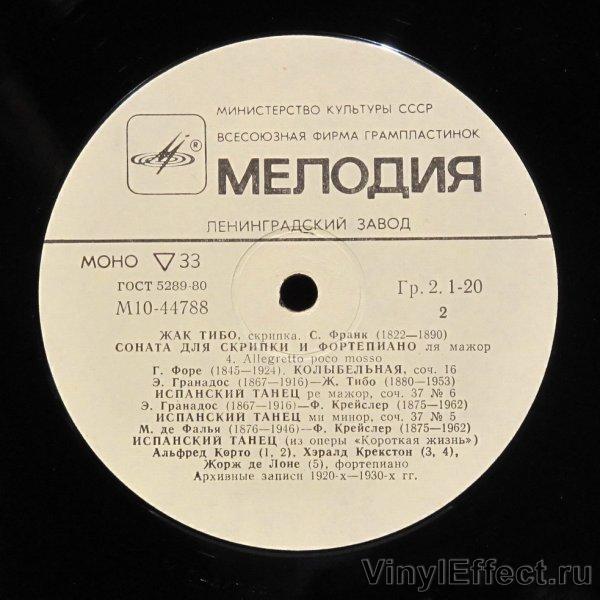 МИНИСТЕРСТВО КУЛЬТУРЫ СССР
ВСЕСОЮЗНАЯ ФИРМА ГРАМПЛАСТИНОК
®
МЕЛОДИЯ
ЛЕНИНГРАДСКИЙ ЗАВОД
МОНО ▽ 33
ГОСТ 5289-80
М10-44788
Гр. 2. 1-20
2
ЖАК ТИБО, скрипка. С. Франк (1822—1890)
СОНАТА ДЛЯ СКРИПКИ И ФОРТЕПИАНО ля мажор
4. Allegretto poco mosso
Г. Форе (1845—1924). КОЛЫБЕЛЬНАЯ, соч. 16
Э. Гранадос (1867—1916)—Ж. Тибо (1880—1953)
ИСПАНСКИЙ ТАНЕЦ ре мажор, соч. 37 № 6
Э. Гранадос (1867—1916)—Ф. Крейслер (1875—1962)
ИСПАНСКИЙ ТАНЕЦ ми минор, соч. 37 № 5
М. де Фалья (1876—1946)—Ф. Крейслер (1875—1962)
ИСПАНСКИЙ ТАНЕЦ (из оперы «Короткая жизнь»)
Альфред Корто (1, 2), Хэралд Крекстон (3, 4),
Жорж де Лоне (5), фортепиано
Архивные записи 1920-х—1930-х гг.
VinylEffect.ru